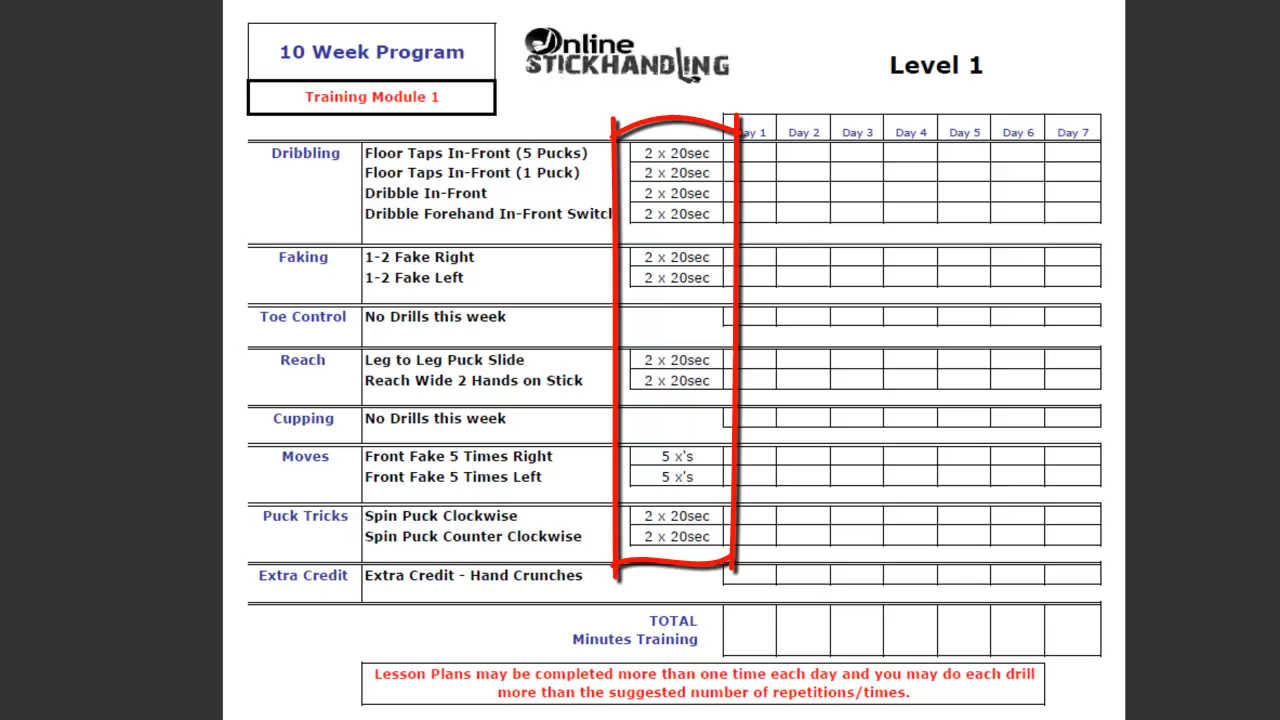 10 Week Program
Online
STICKHANDLING
Level 1
Training Module 1
Day 1 Day 2 Day 3 Day 4 Day 5 Day 6 Day 7
Dribbling Floor Taps In-Front (5 Pucks) 2 x 20sec
Floor Taps In-Front (1 Puck) 2 x 20sec
Dribble In-Front 2 x 20sec
Dribble Forehand In-Front Switch 2 x 20sec
Faking 1-2 Fake Right 2 x 20sec
1-2 Fake Left 2 x 20sec
Toe Control No Drills this week
Reach Leg to Leg Puck Slide 2 x 20sec
Reach Wide 2 Hands on Stick 2 x 20sec
Cupping No Drills this week
Moves Front Fake 5 Times Right 5 x's
Front Fake 5 Times Left 5 x's
Puck Tricks Spin Puck Clockwise 2 x 20sec
Spin Puck Counter Clockwise 2 x 20sec
Extra Credit Extra Credit - Hand Crunches
TOTAL
Minutes Training
Lesson Plans may be completed more than one time each day and you may do each drill
more than the suggested number of repetitions/times.